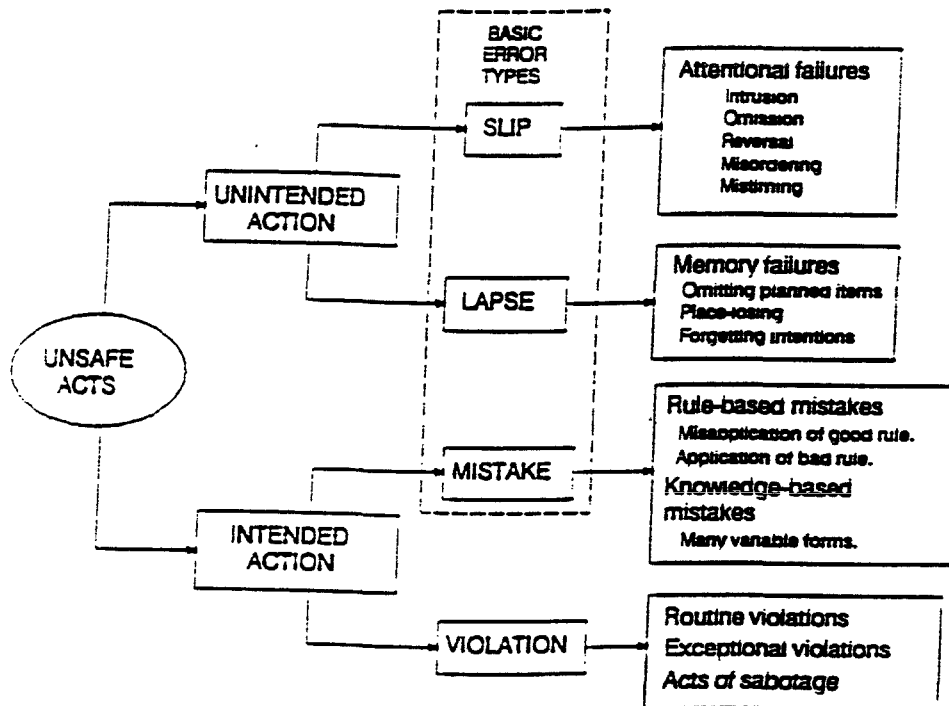 BASIC
ERROR
TYPES
SLIP
Attentional failures
Intrusion
Omission
Reversal
Misordering
Mistiming
UNINTENDED
ACTION
LAPSE
Memory failures
Omitting planned items
Place-losing
Forgetting intentions
UNSAFE
ACTS
MISTAKE
Rule-based mistakes
Misapplication of good rule.
Application of bad rule.
Knowledge-based
mistakes
Many variable forms.
INTENDED
ACTION
VIOLATION
Routine violations
Exceptional violations
Acts of sabotage